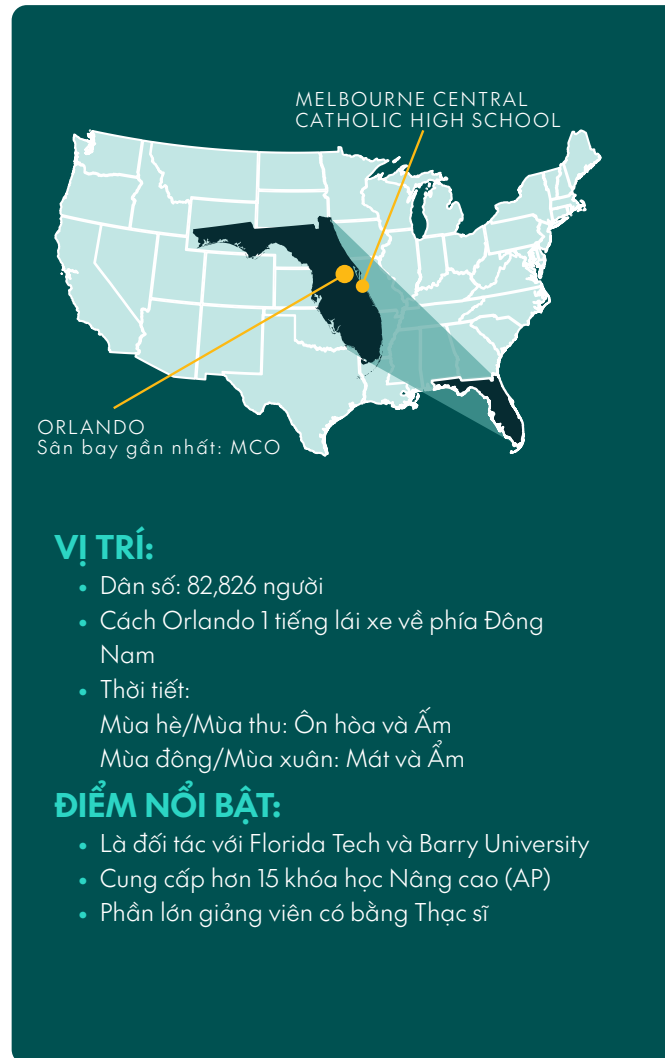 MELBOURNE CENTRAL
CATHOLIC HIGH SCHOOL
ORLANDO
Sân bay gần nhất: MCO
VỊ TRÍ:
• Dân số: 82,826 người
• Cách Orlando 1 tiếng lái xe về phía Đông
Nam
• Thời tiết:
Mùa hè/Mùa thu: Ôn hòa và Ấm
Mùa đông/Mùa xuân: Mát và Ẩm
ĐIỂM NỔI BẬT:
• Là đối tác với Florida Tech và Barry University
• Cung cấp hơn 15 khóa học Nâng cao (AP)
• Phần lớn giảng viên có bằng Thạc sĩ